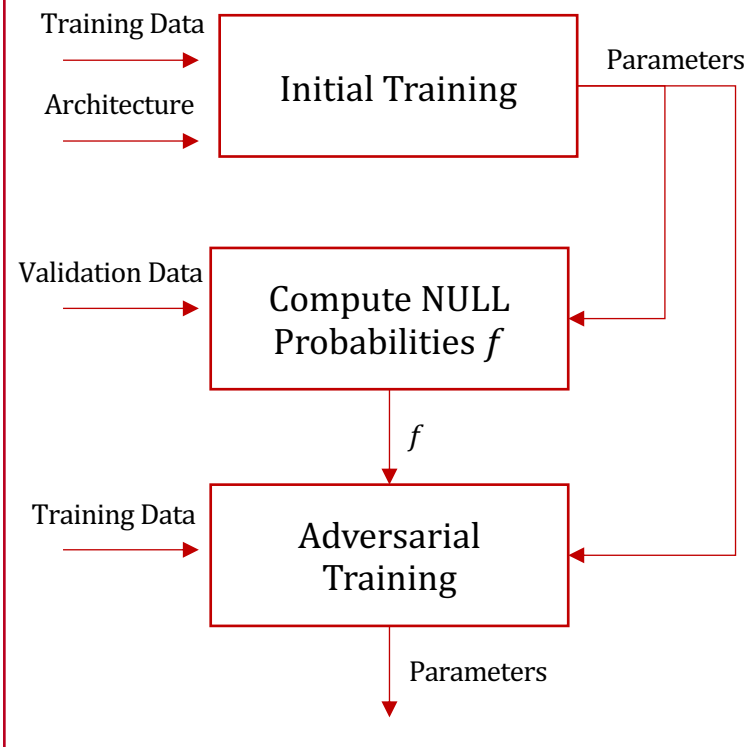 Training Data
Initial Training
Parameters
Architecture
Validation Data
Compute NULL
Probabilities f
f
Training Data
Adversarial
Training
Parameters